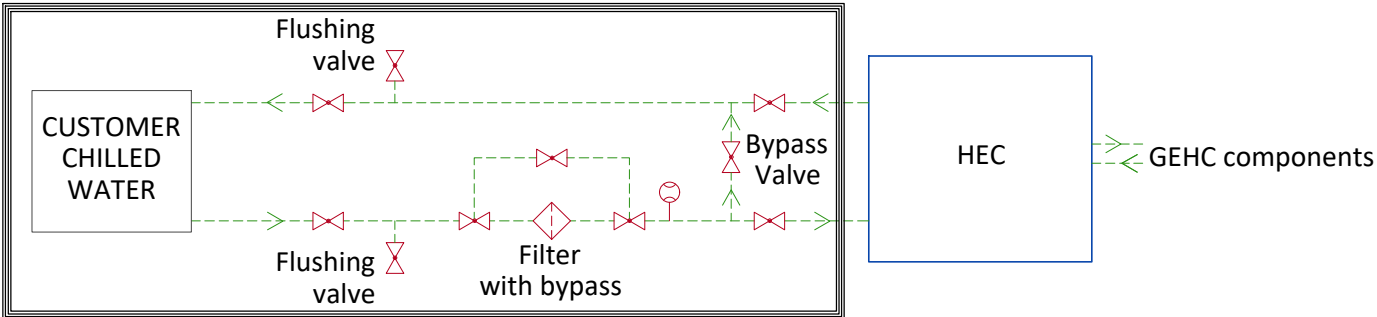 Flushing
valve
CUSTOMER
CHILLED
WATER
Bypass
Valve
HEC
GEHC components
Flushing
valve
Filter
with bypass